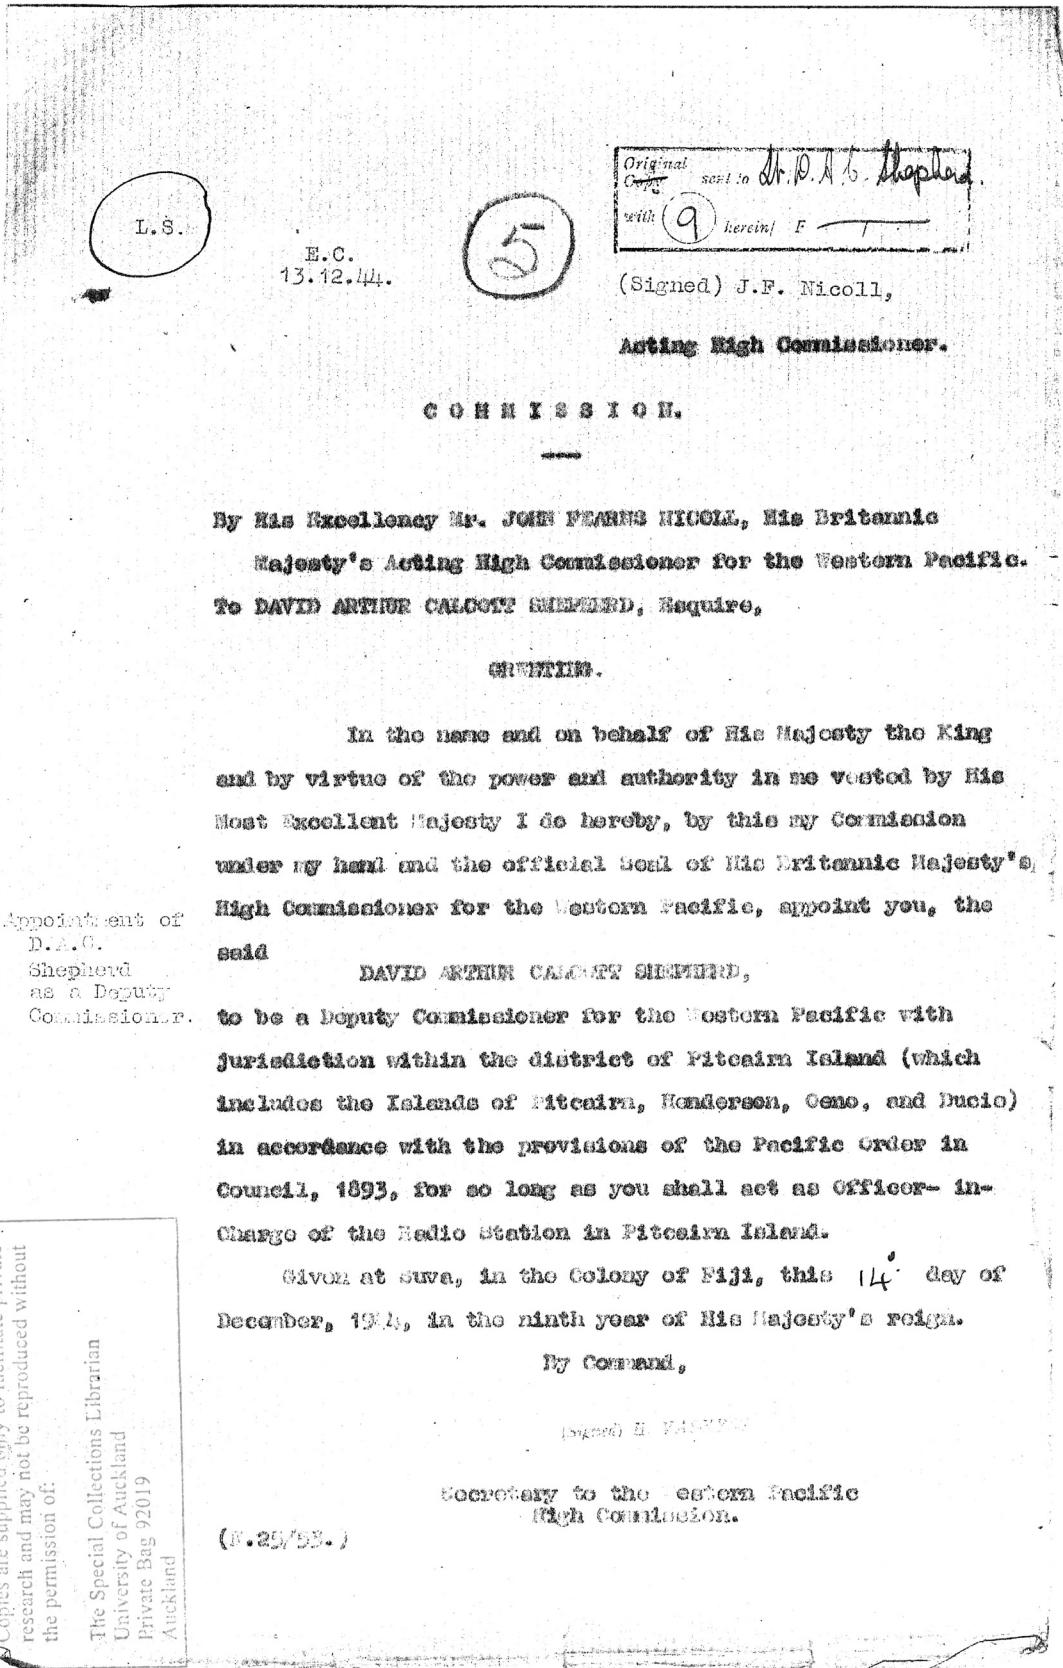 Original
Copy sent to Lt. D.A.C. Shepherd.
with 9 herein/ F
L.S.
E.C.
13.12.44.
5
(Signed) J.F. Nicoll,
Acting High Commissioner.
COMMISSION.
By His Excellency Mr. JOHN FEARNS NICOLL, His Britannic
Majesty's Acting High Commissioner for the Western Pacific.
To DAVID ARTHUR CALCOTT SHEPHERD, Esquire,
GREETING.
In the name and on behalf of His Majesty the King
and by virtue of the power and authority in me vested by His
Most Excellent Majesty I do hereby, by this my Commission
under my hand and the official Seal of His Britannic Majesty's
High Commissioner for the Western Pacific, appoint you, the
said
Appointment of
D.A.C.
Shepherd
as a Deputy
Commissioner.
DAVID ARTHUR CALCOTT SHEPHERD,
to be a Deputy Commissioner for the Western Pacific with
jurisdiction within the district of Pitcairn Island (which
includes the Islands of Pitcairn, Henderson, Oeno, and Ducie)
in accordance with the provisions of the Pacific Order in
Council, 1893, for so long as you shall act as Officer- in-
Charge of the Radio Station in Pitcairn Island.
Given at Suva, in the Colony of Fiji, this 14 day of
December, 1944, in the ninth year of His Majesty's reign.
By Command,
(Signed) H.
Secretary to the Western Pacific
High Commission.
(F.25/53.)
Copies are supplied only to
research and may not be reproduced without
the permission of:
The Special Collections Librarian
University of Auckland
Private Bag 92019
Auckland